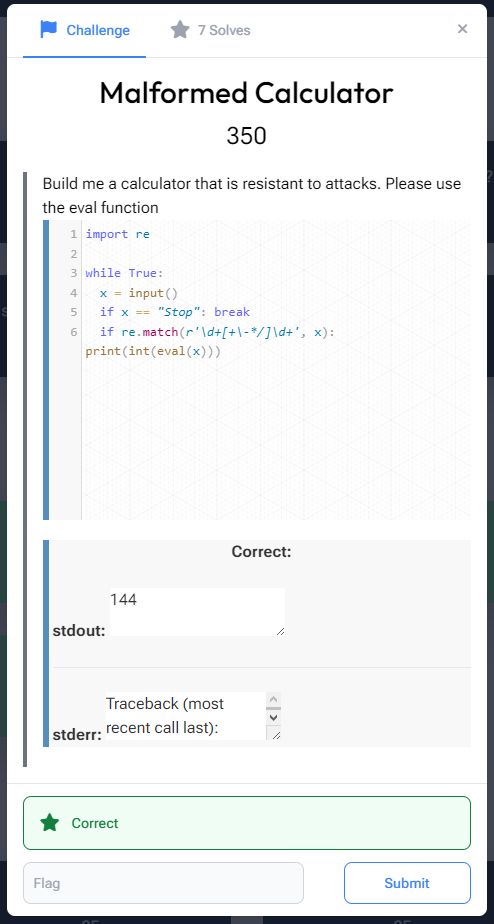 Challenge
7 Solves
×
Malformed Calculator
350
Build me a calculator that is resistant to attacks. Please use
the eval function
1 import re
2
3 while True:
4 x = input()
5 if x == "Stop": break
6 if re.match(r'\d+[+\-*/]\d+', x):
print(int(eval(x)))
Correct:
stdout: 144
stderr: Traceback (most
recent call last):
Correct
Flag
Submit